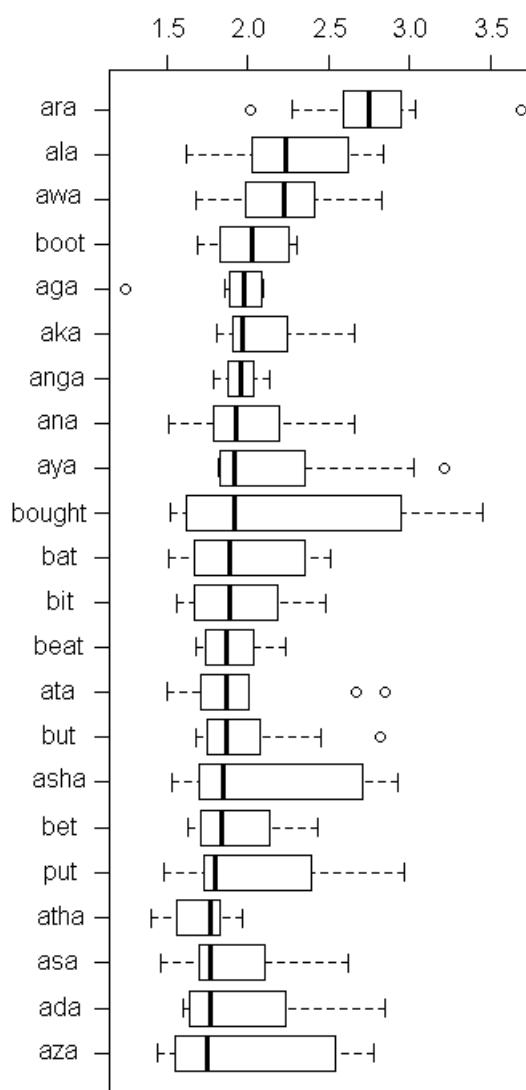 1.5 2.0 2.5 3.0 3.5
ara
ala
awa
boot
aga
aka
anga
ana
aya
bought
bat
bit
beat
ata
but
asha
bet
put
atha
asa
ada
aza